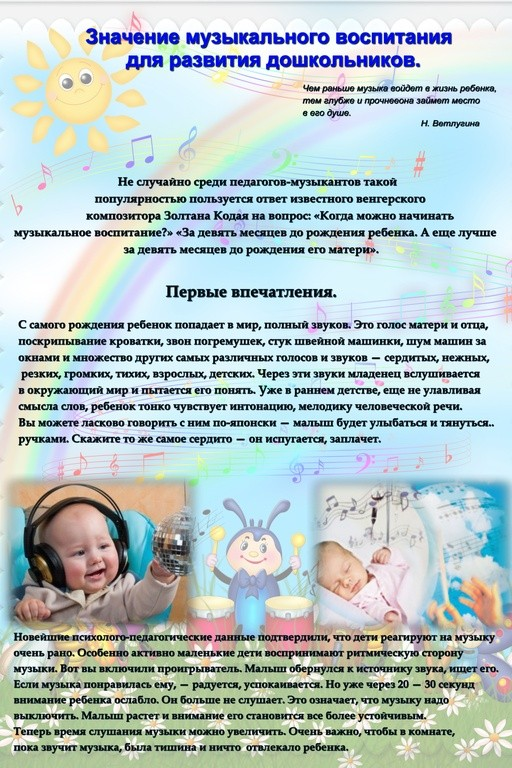 Значение музыкального воспитания
для развития дошкольников.
Чем раньше музыка войдет в жизнь ребенка,
тем глубже и прочнееона займет место
в его душе.
Н. Ветлугина
Не случайно среди педагогов-музыкантов такой
популярностью пользуется ответ известного венгерского
композитора Золтана Кодая на вопрос: «Когда можно начинать
музыкальное воспитание?» «За девять месяцев до рождения ребенка. А еще лучше
за девять месяцев до рождения его матери».
Первые впечатления.
С самого рождения ребенок попадает в мир, полный звуков. Это голос матери и отца,
поскрипывание кроватки, звон погремушек, стук швейной машинки, шум машин за
окнами и множество других самых различных голосов и звуков — сердитых, нежных,
резких, громких, тихих, взрослых, детских. Через эти звуки младенец вслушивается
в окружающий мир и пытается его понять. Уже в раннем детстве, еще не улавливая
смысла слов, ребенок тонко чувствует интонацию, мелодику человеческой речи.
Вы можете ласково говорить с ним по-японски — малыш будет улыбаться и тянуться..
ручками. Скажите то же самое сердито — он испугается, заплачет.
Новейшие психолого-педагогические данные подтвердили, что дети реагируют на музыку
очень рано. Особенно активно маленькие дети воспринимают ритмическую сторону
музыки. Вот вы включили проигрыватель. Малыш обернулся к источнику звука, ищет его.
Если музыка понравилась ему, — радуется, успокаивается. Но уже через 20 — 30 секунд
внимание ребенка ослабло. Он больше не слушает. Это означает, что музыку надо
выключить. Малыш растет и внимание его становится все более устойчивым.
Теперь время слушания музыки можно увеличить. Очень важно, чтобы в комнате,
пока звучит музыка, была тишина и ничто отвлекало ребенка.